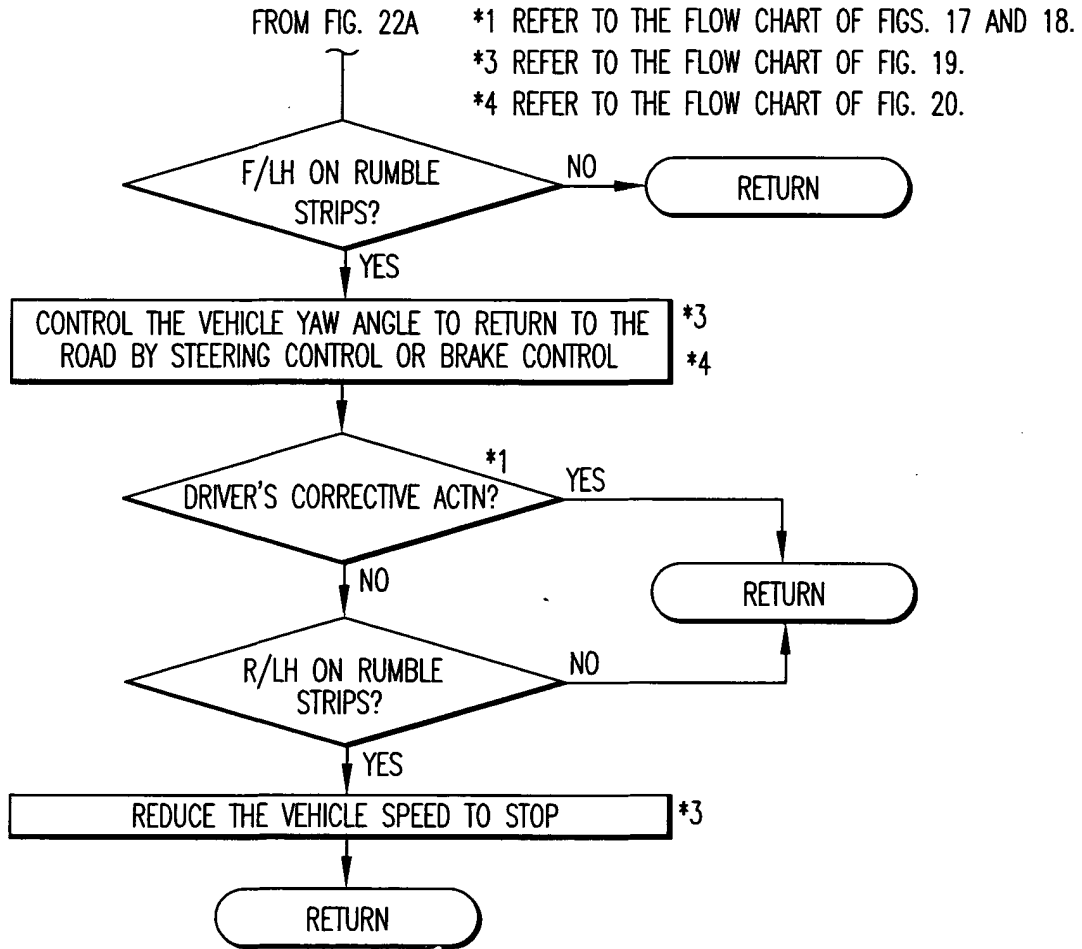 FROM FIG. 22A
*1 REFER TO THE FLOW CHART OF FIGS. 17 AND 18.
*3 REFER TO THE FLOW CHART OF FIG. 19.
*4 REFER TO THE FLOW CHART OF FIG. 20.
F/LH ON RUMBLE
STRIPS?
NO
RETURN
YES
CONTROL THE VEHICLE YAW ANGLE TO RETURN TO THE
ROAD BY STEERING CONTROL OR BRAKE CONTROL
*3
*4
*1
DRIVER'S CORRECTIVE ACTN?
YES
NO
RETURN
R/LH ON RUMBLE
STRIPS?
NO
YES
REDUCE THE VEHICLE SPEED TO STOP
*3
RETURN